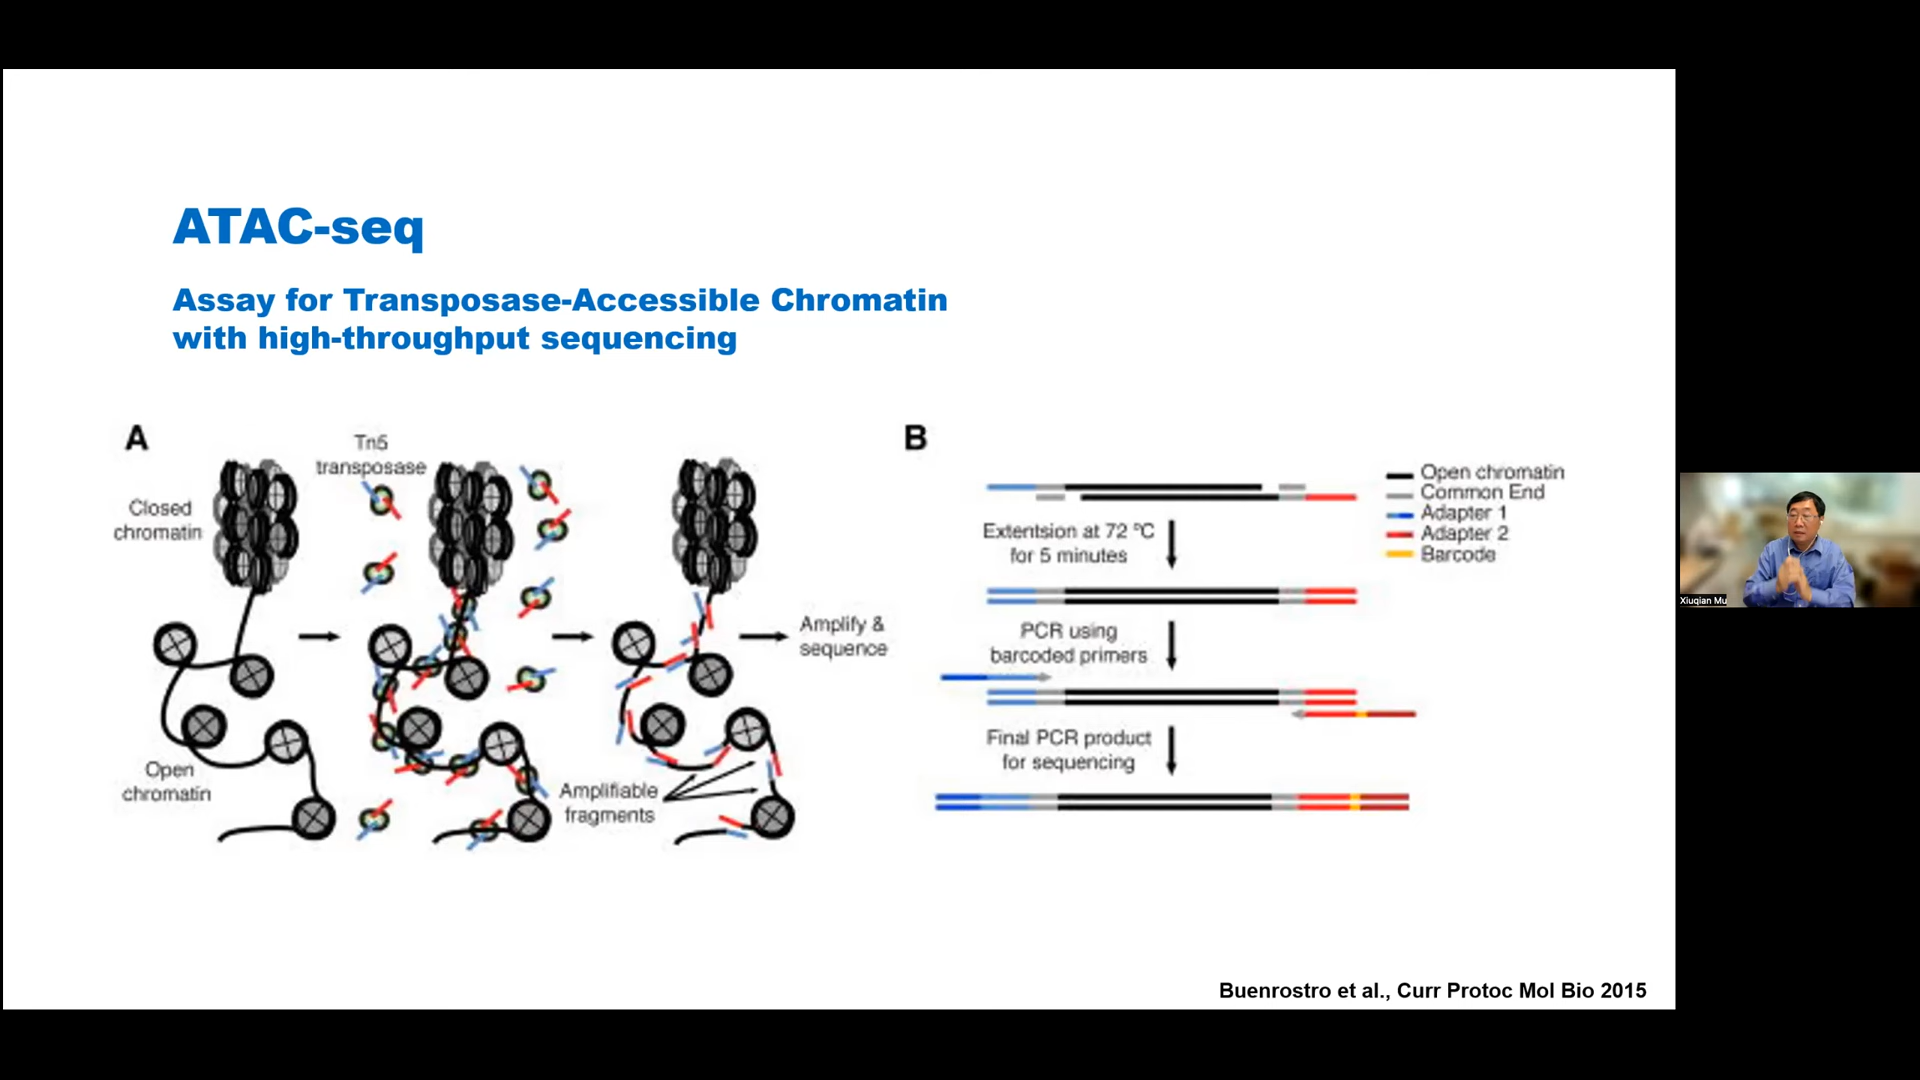 ATAC-seq
Assay for Transposase-Accessible Chromatin
with high-throughput sequencing
A
Closed
chromatin
Tn5
transposase
Open
chromatin
Amplifiable
fragments
Amplify &
sequence
B
Extentsion at 72 ºC
for 5 minutes
PCR using
barcoded primers
Final PCR product
for sequencing
Open chromatin
Common End
Adapter 1
Adapter 2
Barcode
Buenrostro et al., Curr Protoc Mol Bio 2015
Xiuqian Mu